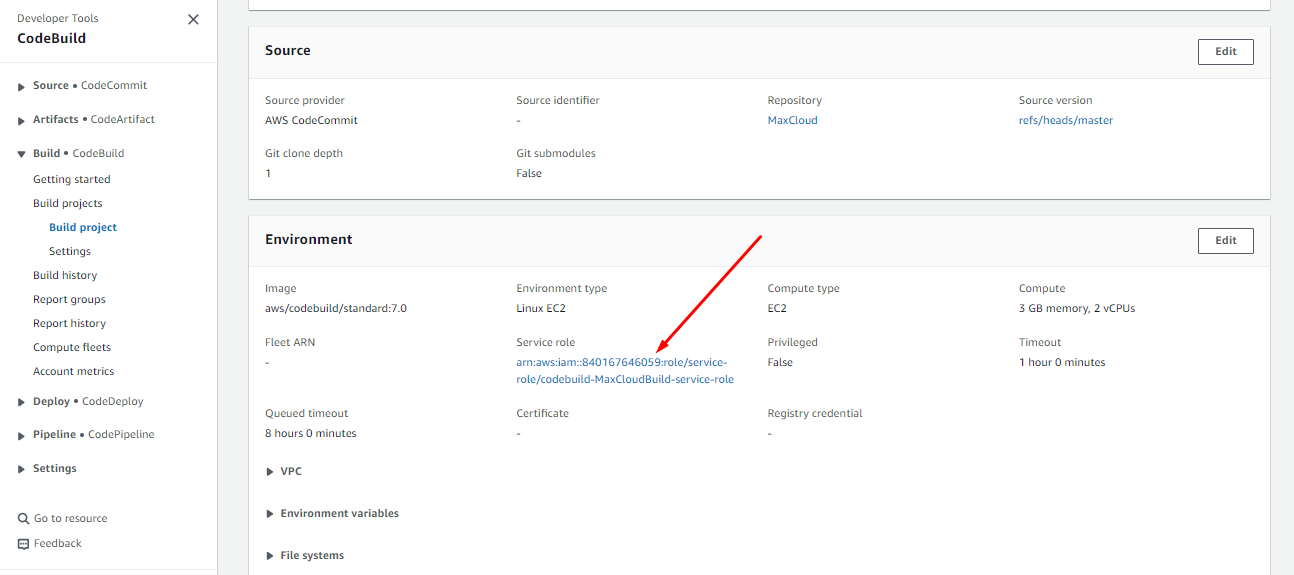 Developer Tools
CodeBuild
Source • CodeCommit
Artifacts • CodeArtifact
Build • CodeBuild
Getting started
Build projects
Build project
Settings
Build history
Report groups
Report history
Compute fleets
Account metrics
Deploy • CodeDeploy
Pipeline • CodePipeline
Settings
Go to resource
Feedback
Source
Edit
Source provider
AWS CodeCommit
Source identifier
-
Repository
MaxCloud
Source version
refs/heads/master
Git clone depth
1
Git submodules
False
Environment
Edit
Image
aws/codebuild/standard:7.0
Environment type
Linux EC2
Compute type
EC2
Compute
3 GB memory, 2 vCPUs
Fleet ARN
-
Service role
arn:aws:iam::840167646059:role/service-
role/codebuild-MaxCloudBuild-service-role
Privileged
False
Timeout
1 hour 0 minutes
Queued timeout
8 hours 0 minutes
Certificate
-
Registry credential
-
VPC
Environment variables
File systems